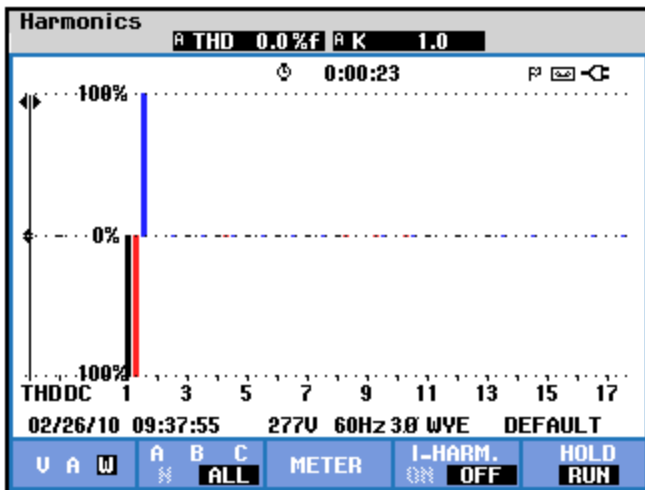 Harmonics
A THD 0.0%f A K 1.0
0:00:23
100%
0%
100%
THDDC 1 3 5 7 9 11 13 15 17
02/26/10 09:37:55 277V 60Hz 3Ø WYE DEFAULT
V A W A B C METER I-HARM. HOLD
N ALL ON OFF RUN